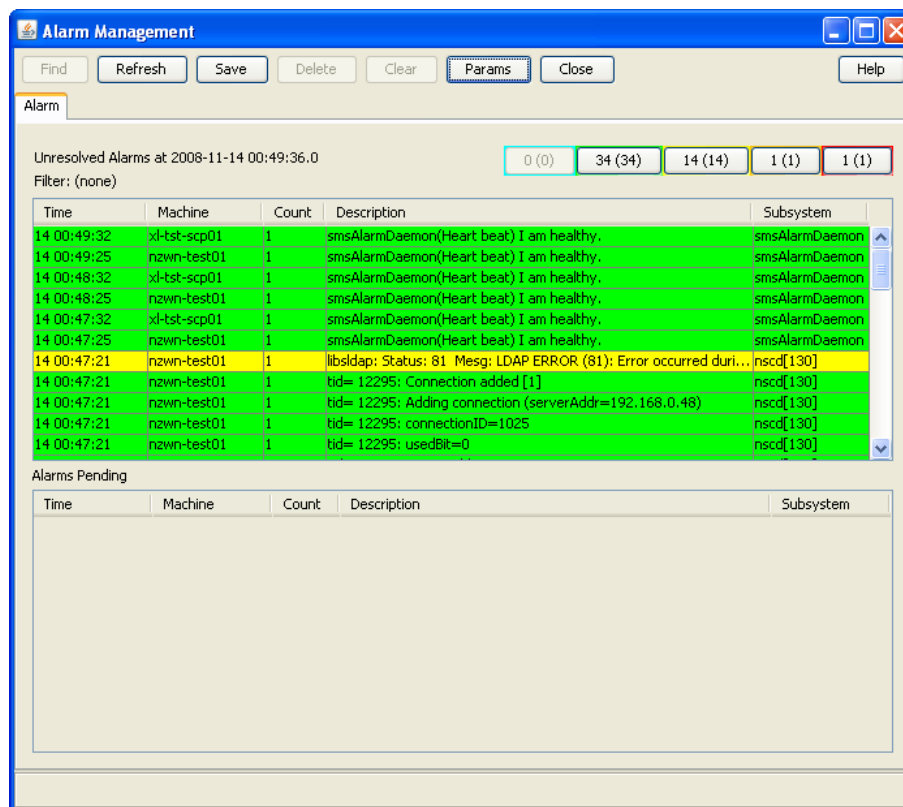 Alarm Management
Find Refresh Save Delete Clear Params Close Help
Alarm
Unresolved Alarms at 2008-11-14 00:49:36.0 0 (0) 34 (34) 14 (14) 1 (1) 1 (1)
Filter: (none)
Time Machine Count Description Subsystem
14 00:49:32 xl-tst-scp01 1 smsAlarmDaemon(Heart beat) I am healthy. smsAlarmDaemon
14 00:49:25 nzwn-test01 1 smsAlarmDaemon(Heart beat) I am healthy. smsAlarmDaemon
14 00:48:32 xl-tst-scp01 1 smsAlarmDaemon(Heart beat) I am healthy. smsAlarmDaemon
14 00:48:25 nzwn-test01 1 smsAlarmDaemon(Heart beat) I am healthy. smsAlarmDaemon
14 00:47:32 xl-tst-scp01 1 smsAlarmDaemon(Heart beat) I am healthy. smsAlarmDaemon
14 00:47:25 nzwn-test01 1 smsAlarmDaemon(Heart beat) I am healthy. smsAlarmDaemon
14 00:47:21 nzwn-test01 1 libsldap: Status: 81 Mesg: LDAP ERROR (81): Error occurred duri... nscd[130]
14 00:47:21 nzwn-test01 1 tid= 12295: Connection added [1] nscd[130]
14 00:47:21 nzwn-test01 1 tid= 12295: Adding connection (serverAddr=192.168.0.48) nscd[130]
14 00:47:21 nzwn-test01 1 tid= 12295: connectionID=1025 nscd[130]
14 00:47:21 nzwn-test01 1 tid= 12295: usedBit=0 nscd[130]
Alarms Pending
Time Machine Count Description Subsystem